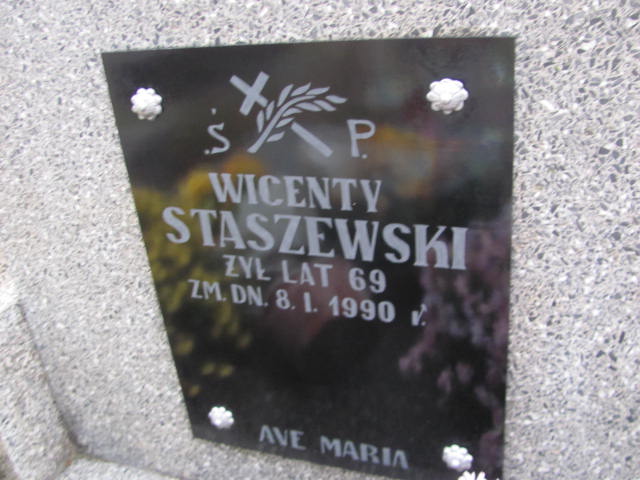 Ś. P.
WICENTY
STASZEWSKI
ŻYŁ LAT 69
ZM. DN. 8. I. 1990 r.
AVE MARIA